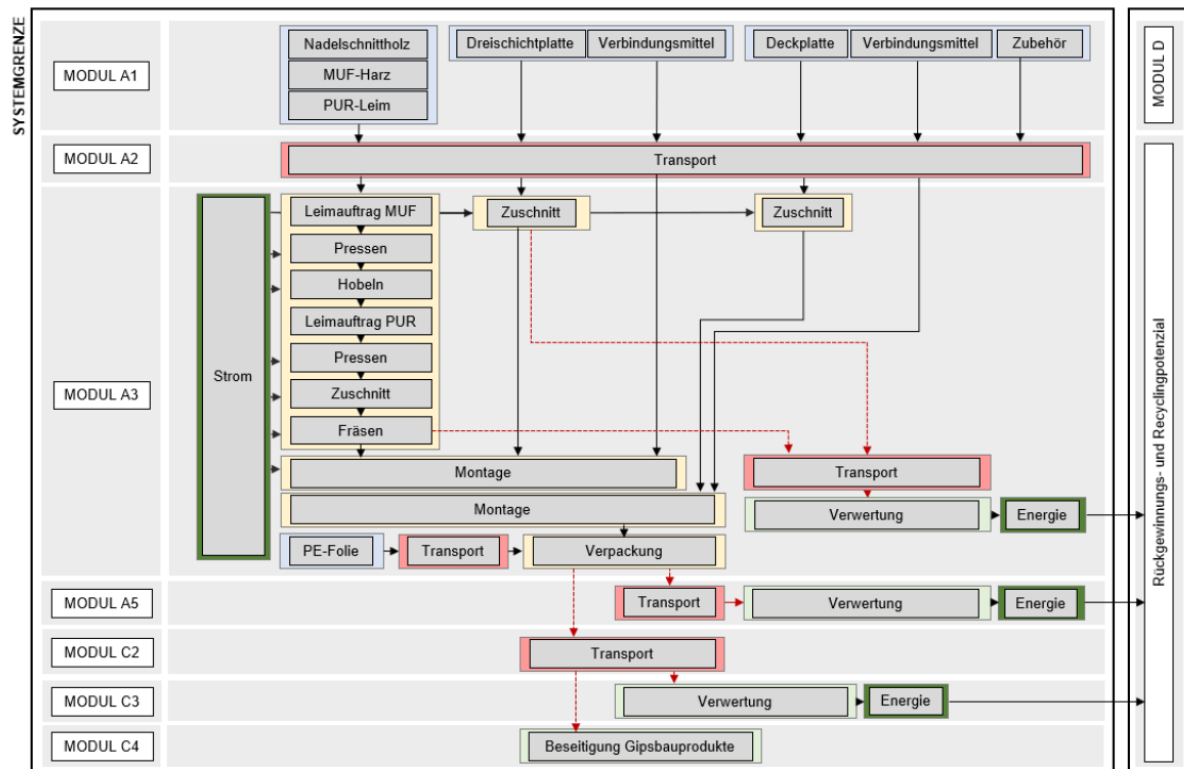 SYSTEMGRENZE
MODUL A1
Nadelschnittholz
MUF-Harz
PUR-Leim
Dreischichtplatte
Verbindungsmittel
Deckplatte
Verbindungsmittel
Zubehör
MODUL D
MODUL A2
Transport
MODUL A3
Strom
Leimauftrag MUF
Pressen
Hobeln
Leimauftrag PUR
Pressen
Zuschnitt
Fräsen
Zuschnitt
Zuschnitt
Montage
Montage
Transport
Verwertung
Energie
PE-Folie
Transport
Verpackung
Rückgewinnungs- und Recyclingpotenzial
MODUL A5
Transport
Verwertung
Energie
MODUL C2
Transport
MODUL C3
Verwertung
Energie
MODUL C4
Beseitigung Gipsbauprodukte